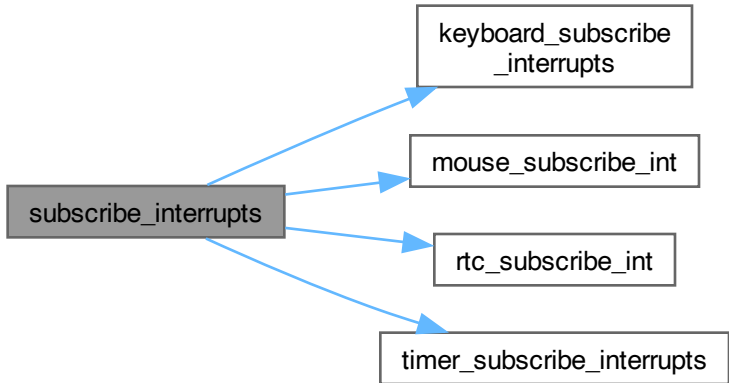 keyboard_subscribe
_interrupts
mouse_subscribe_int
subscribe_interrupts
rtc_subscribe_int
timer_subscribe_interrupts